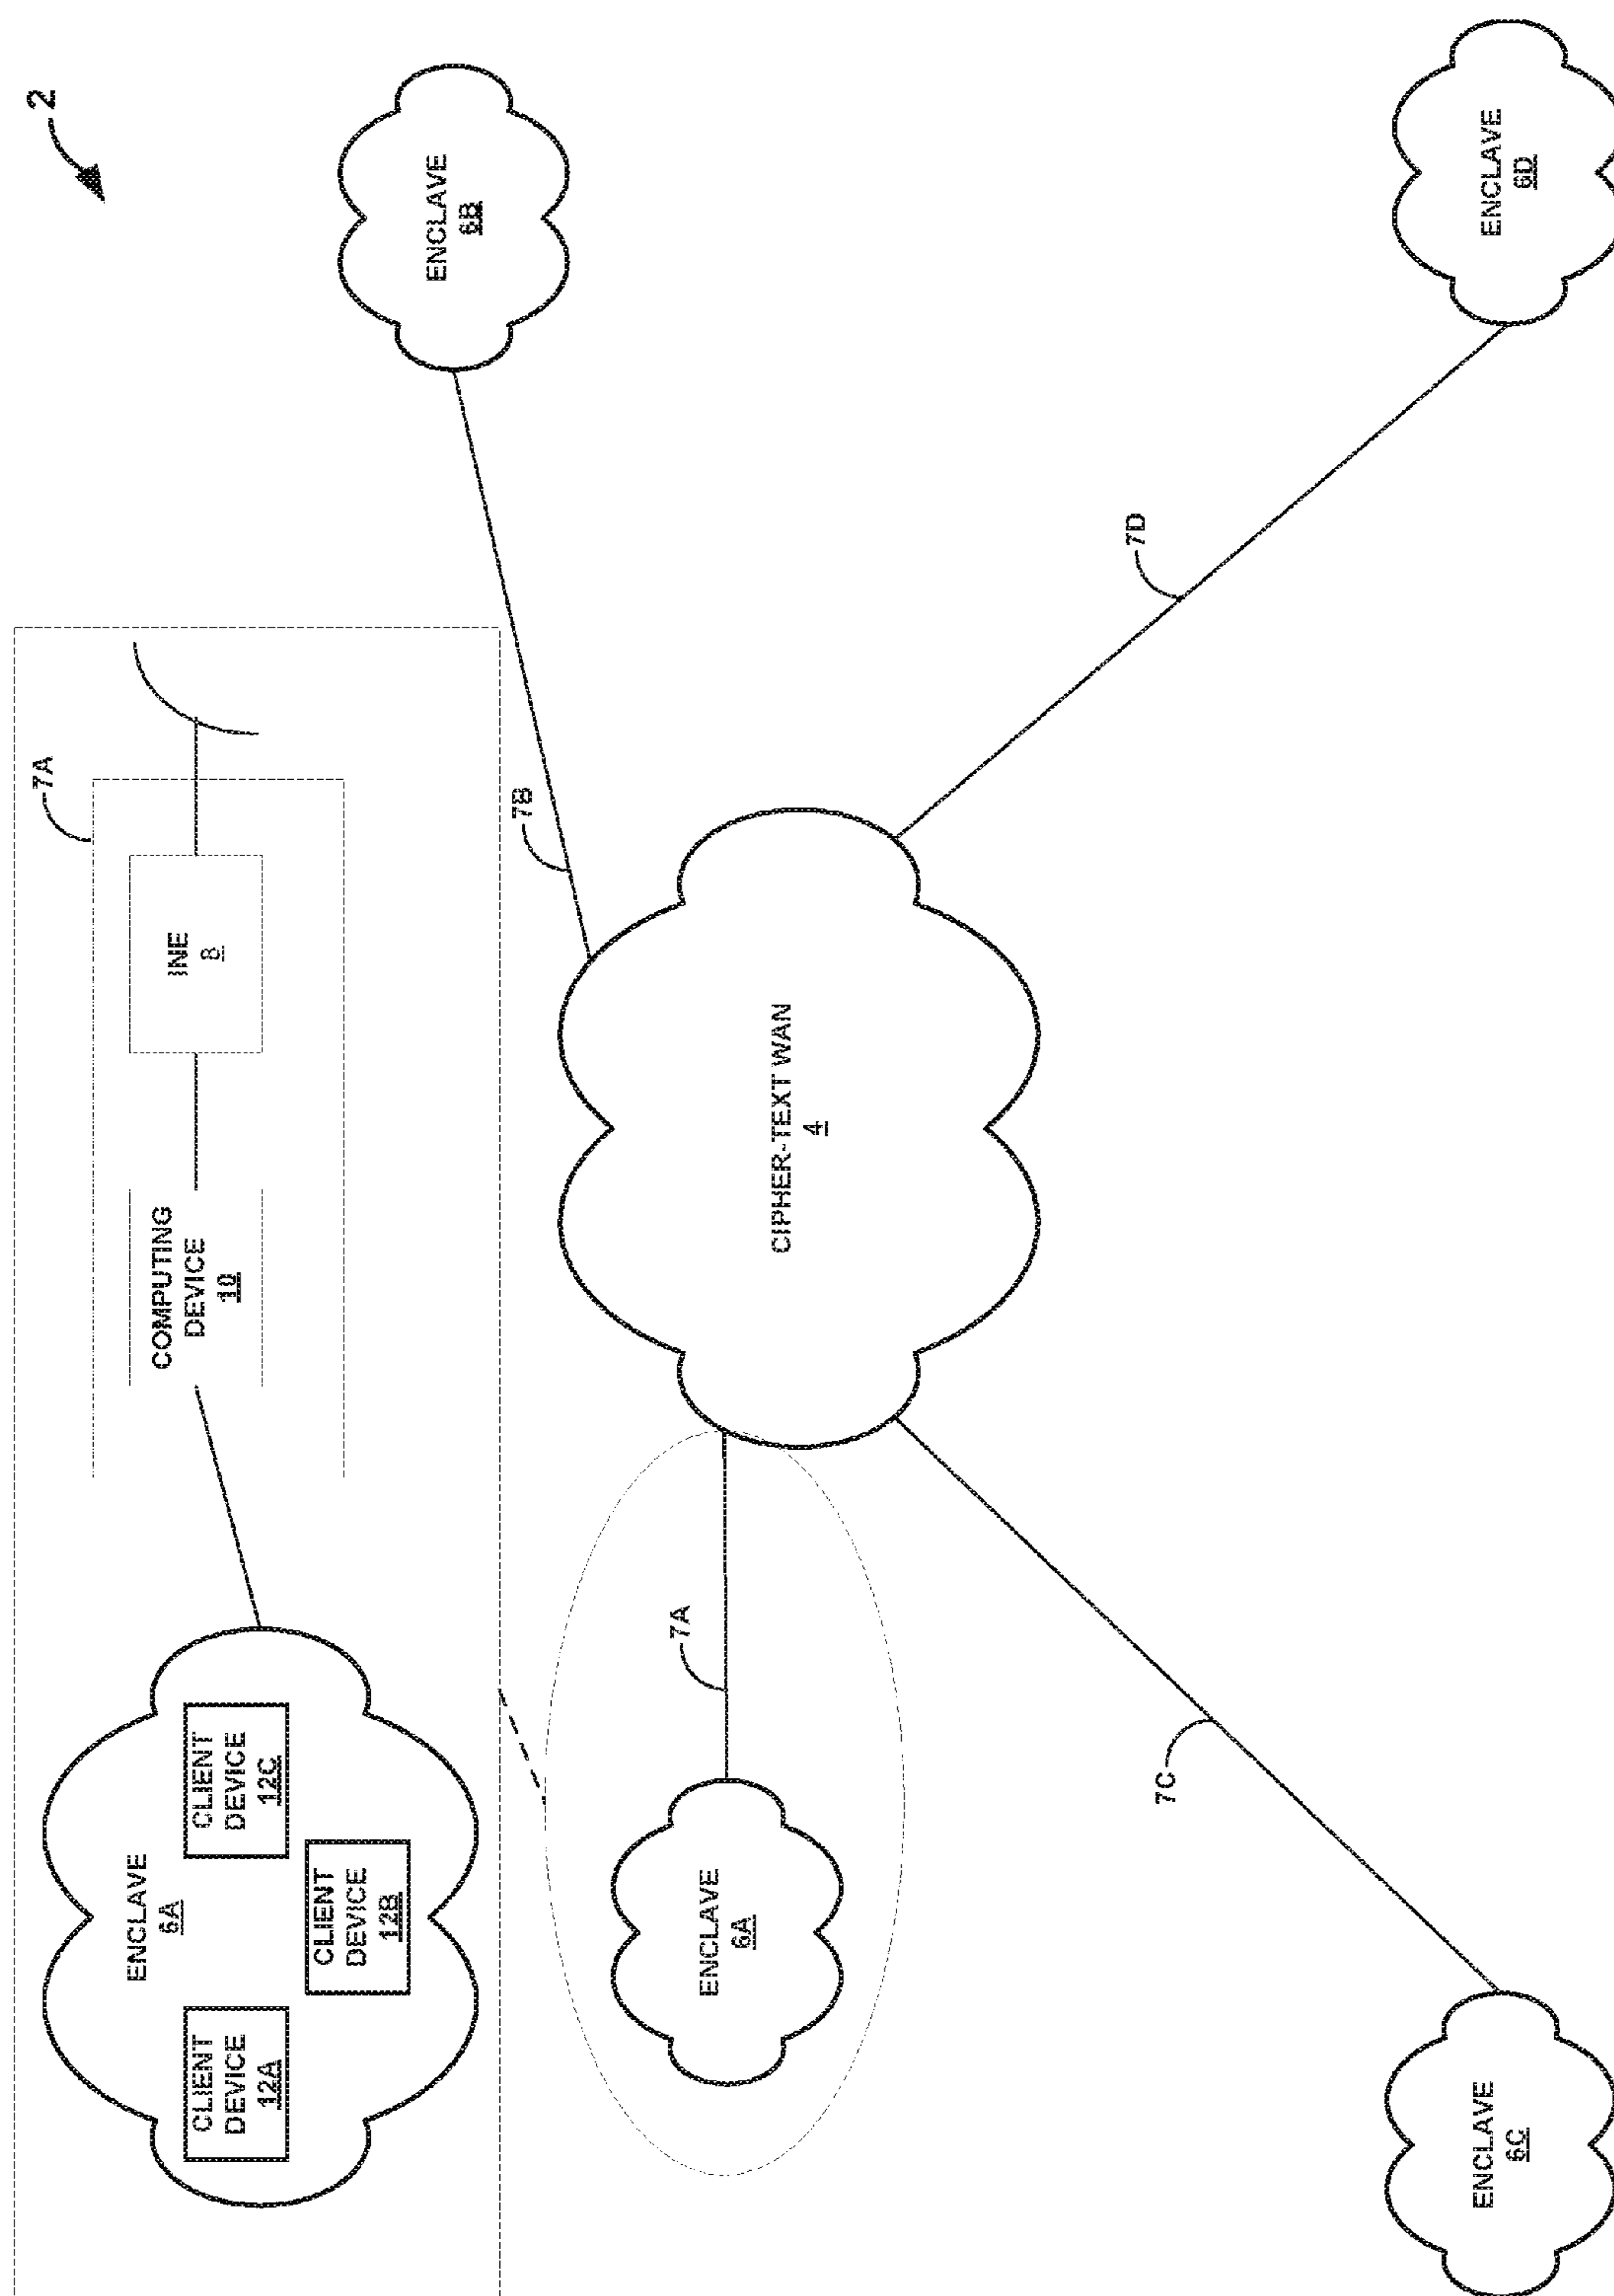 2
7A
ENCLAVE
6A
CLIENT
DEVICE
12A
CLIENT
DEVICE
12B
CLIENT
DEVICE
12C
COMPUTING
DEVICE
10
INE
8
7B
ENCLAVE
6B
7A
ENCLAVE
6A
CIPHER-TEXT WAN
4
7C
7D
ENCLAVE
6C
ENCLAVE
6D